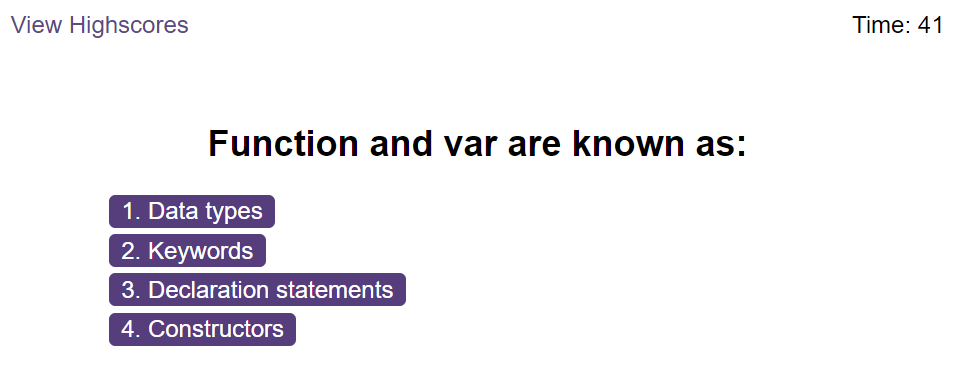 View Highscores
Time: 41
Function and var are known as:
1. Data types
2. Keywords
3. Declaration statements
4. Constructors